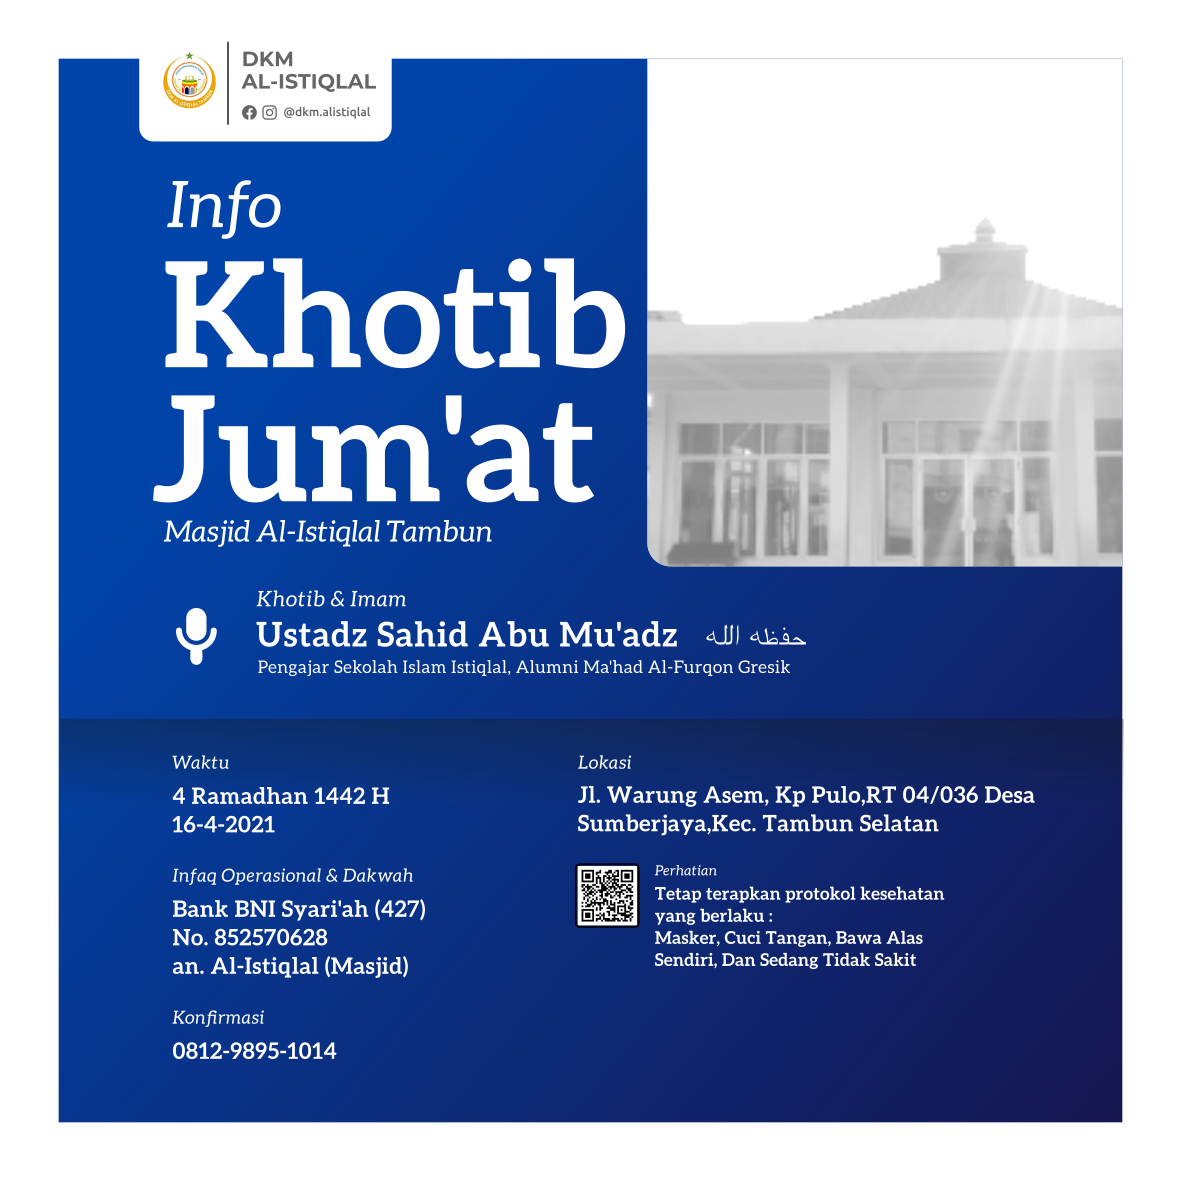 DKM
AL-ISTIQLAL
@dkm.alistiqlal
Info
Khotib
Jum'at
Masjid Al-Istiqlal Tambun
Khotib & Imam
Ustadz Sahid Abu Mu'adz حفظه الله
Pengajar Sekolah Islam Istiqlal, Alumni Ma'had Al-Furqon Gresik
Waktu
4 Ramadhan 1442 H
16-4-2021
Infaq Operasional & Dakwah
Bank BNI Syari'ah (427)
No. 852570628
an. Al-Istiqlal (Masjid)
Konfirmasi
0812-9895-1014
Lokasi
Jl. Warung Asem, Kp Pulo,RT 04/036 Desa
Sumberjaya,Kec. Tambun Selatan
Perhatian
Tetap terapkan protokol kesehatan
yang berlaku :
Masker, Cuci Tangan, Bawa Alas
Sendiri, Dan Sedang Tidak Sakit